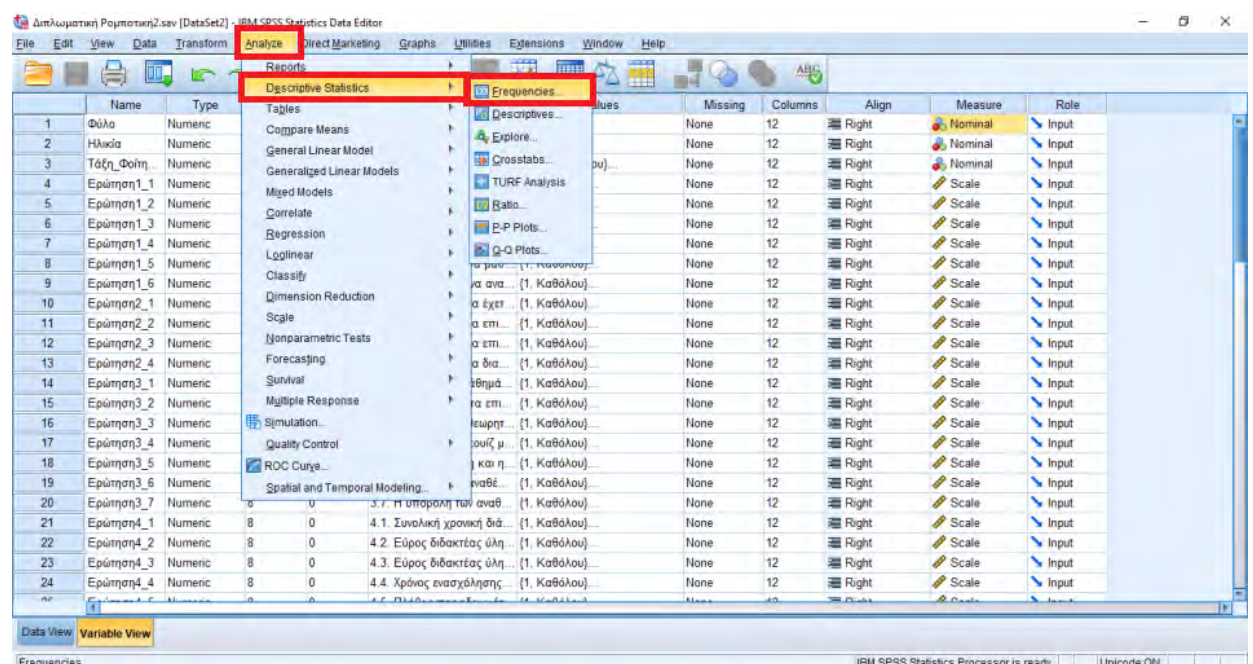 Διπλωματική Ρομποτική2.sav [DataSet2] - IBM SPSS Statistics Data Editor
File Edit View Data Transform Analyze Direct Marketing Graphs Utilities Extensions Window Help
Reports
Descriptive Statistics
Tables
Compare Means
General Linear Model
Generalized Linear Models
Mixed Models
Correlate
Regression
Loglinear
Classify
Dimension Reduction
Scale
Nonparametric Tests
Forecasting
Survival
Multiple Response
Simulation...
Quality Control
ROC Curve...
Spatial and Temporal Modeling...
Frequencies...
Descriptives...
Explore...
Crosstabs...
TURF Analysis
Ratio...
P-P Plots...
Q-Q Plots...
Name Type Missing Columns Align Measure Role
1 Φύλο Numeric None 12 Right Nominal Input
2 Ηλικία Numeric None 12 Right Nominal Input
3 Τάξη_Φοίτη... Numeric None 12 Right Nominal Input
4 Ερώτηση1_1 Numeric None 12 Right Scale Input
5 Ερώτηση1_2 Numeric None 12 Right Scale Input
6 Ερώτηση1_3 Numeric None 12 Right Scale Input
7 Ερώτηση1_4 Numeric None 12 Right Scale Input
8 Ερώτηση1_5 Numeric {1, Καθόλου}... None 12 Right Scale Input
9 Ερώτηση1_6 Numeric να ανα... {1, Καθόλου}... None 12 Right Scale Input
10 Ερώτηση2_1 Numeric α έχετ... {1, Καθόλου}... None 12 Right Scale Input
11 Ερώτηση2_2 Numeric α επι... {1, Καθόλου}... None 12 Right Scale Input
12 Ερώτηση2_3 Numeric α επι... {1, Καθόλου}... None 12 Right Scale Input
13 Ερώτηση2_4 Numeric α δια... {1, Καθόλου}... None 12 Right Scale Input
14 Ερώτηση3_1 Numeric {1, Καθόλου}... None 12 Right Scale Input
15 Ερώτηση3_2 Numeric {1, Καθόλου}... None 12 Right Scale Input
16 Ερώτηση3_3 Numeric {1, Καθόλου}... None 12 Right Scale Input
17 Ερώτηση3_4 Numeric {1, Καθόλου}... None 12 Right Scale Input
18 Ερώτηση3_5 Numeric και η... {1, Καθόλου}... None 12 Right Scale Input
19 Ερώτηση3_6 Numeric {1, Καθόλου}... None 12 Right Scale Input
20 Ερώτηση3_7 Numeric 8 0 3.7. Η υποβολή των αναθ... {1, Καθόλου}... None 12 Right Scale Input
21 Ερώτηση4_1 Numeric 8 0 4.1. Συνολική χρονική διά... {1, Καθόλου}... None 12 Right Scale Input
22 Ερώτηση4_2 Numeric 8 0 4.2. Εύρος διδακτέας ύλη... {1, Καθόλου}... None 12 Right Scale Input
23 Ερώτηση4_3 Numeric 8 0 4.3. Εύρος διδακτέας ύλη... {1, Καθόλου}... None 12 Right Scale Input
24 Ερώτηση4_4 Numeric 8 0 4.4. Χρόνος ενασχόλησης... {1, Καθόλου}... None 12 Right Scale Input
Data View Variable View
Frequencies... IBM SPSS Statistics Processor is ready Unicode:ON